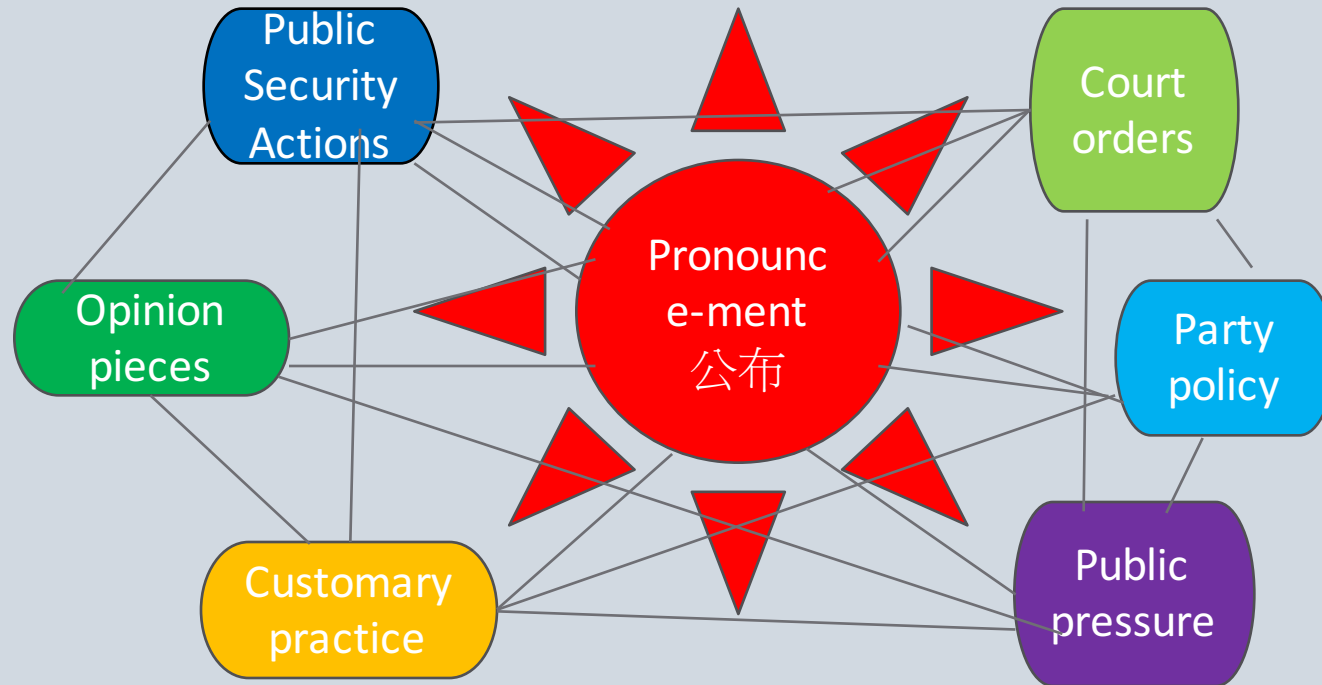 Public
Security
Actions
Court
orders
Pronounc
e-ment
公布
Opinion
pieces
Party
policy
Customary
practice
Public
pressure